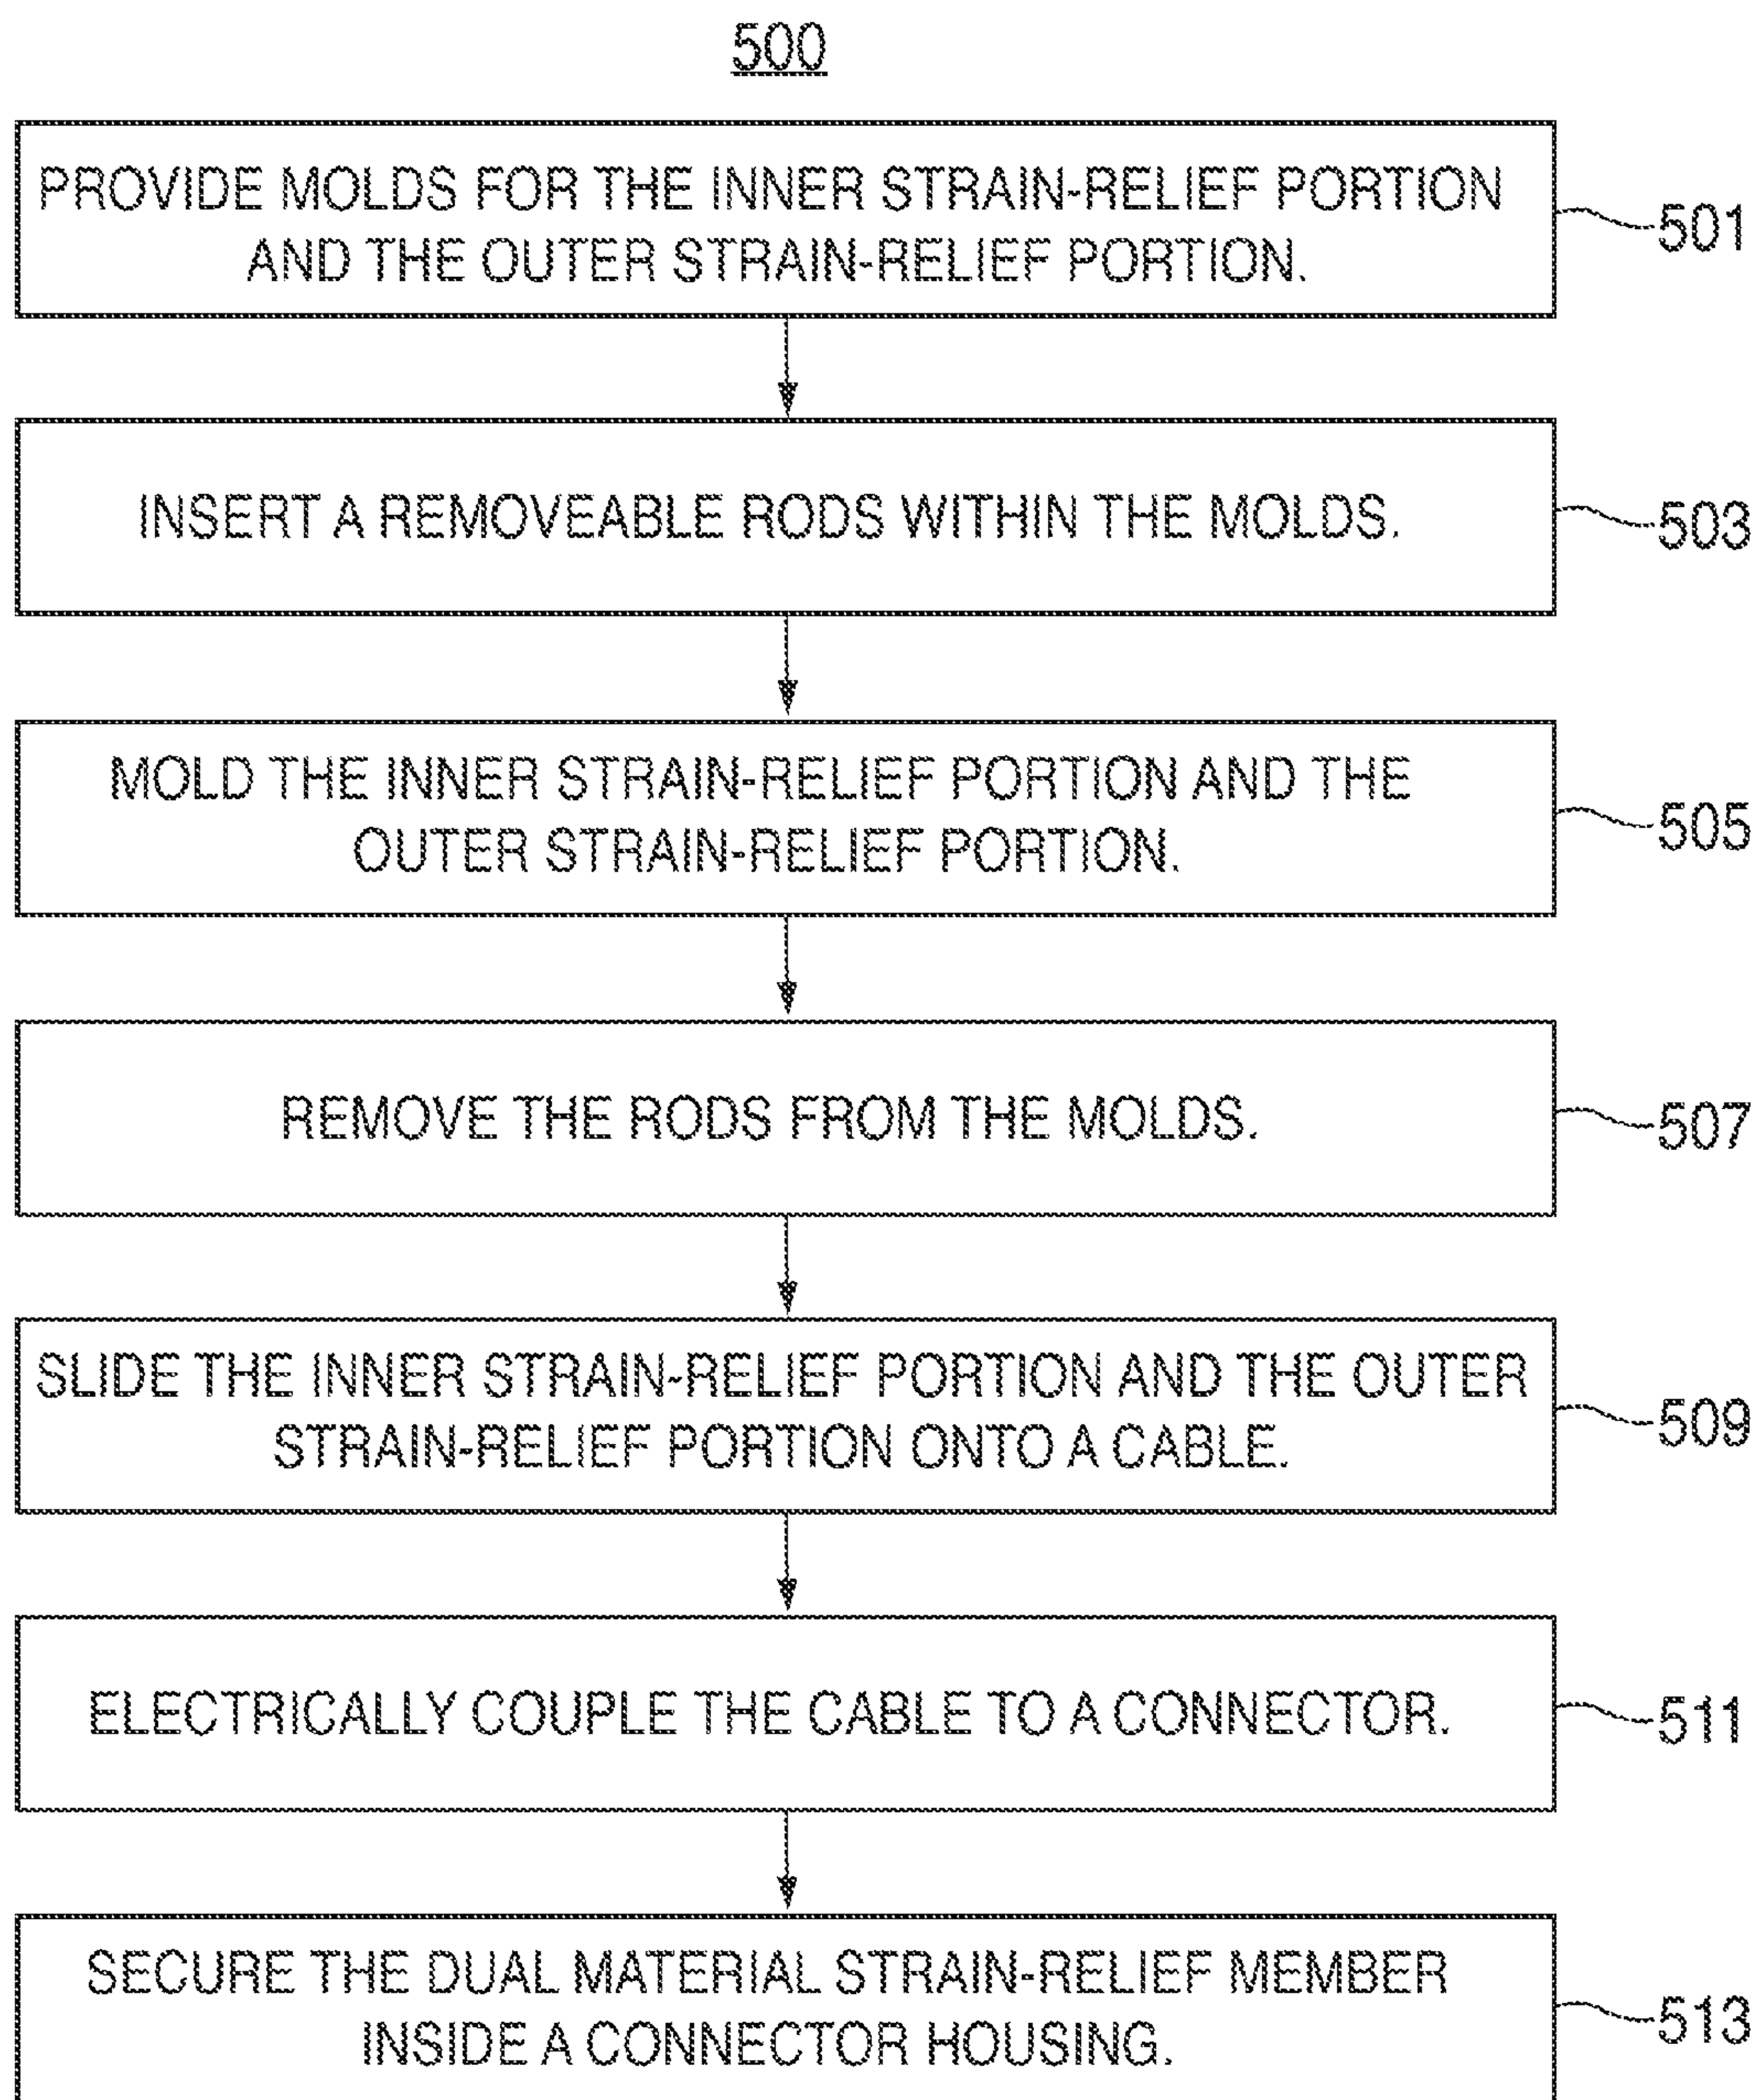 500
PROVIDE MOLDS FOR THE INNER STRAIN-RELIEF PORTION
AND THE OUTER STRAIN-RELIEF PORTION.
501
INSERT A REMOVEABLE RODS WITHIN THE MOLDS.
503
MOLD THE INNER STRAIN-RELIEF PORTION AND THE
OUTER STRAIN-RELIEF PORTION.
505
REMOVE THE RODS FROM THE MOLDS.
507
SLIDE THE INNER STRAIN-RELIEF PORTION AND THE OUTER
STRAIN-RELIEF PORTION ONTO A CABLE.
509
ELECTRICALLY COUPLE THE CABLE TO A CONNECTOR.
511
SECURE THE DUAL MATERIAL STRAIN-RELIEF MEMBER
INSIDE A CONNECTOR HOUSING.
513